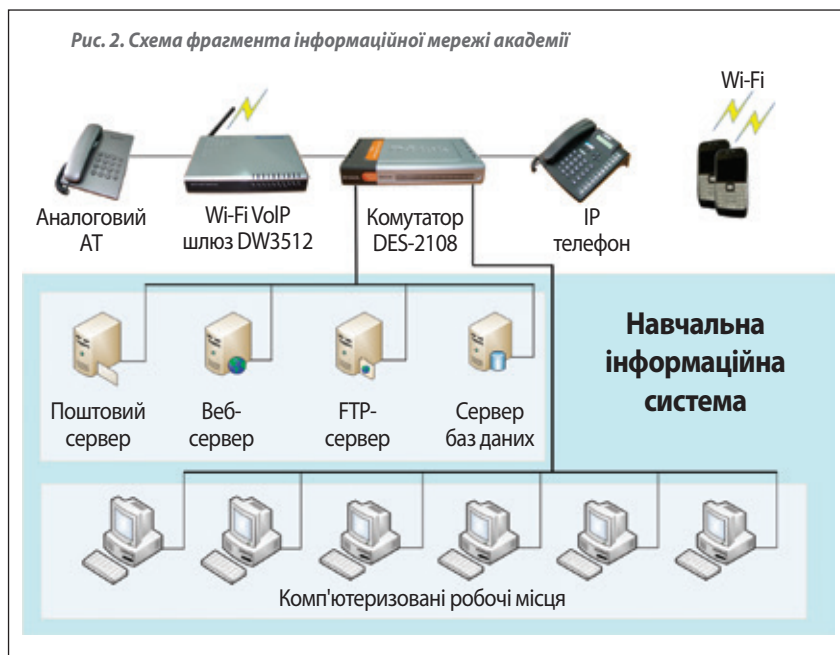 Рис. 2. Схема фрагмента інформаційної мережі академії
Wi-Fi
Аналоговий
АТ
Wi-Fi VoIP
шлюз DW3512
Комутатор
DES-2108
IP
телефон
Навчальна
інформаційна
система
Поштовий
сервер
Веб-
сервер
FTP-
сервер
Сервер
баз даних
Комп'ютеризовані робочі місця